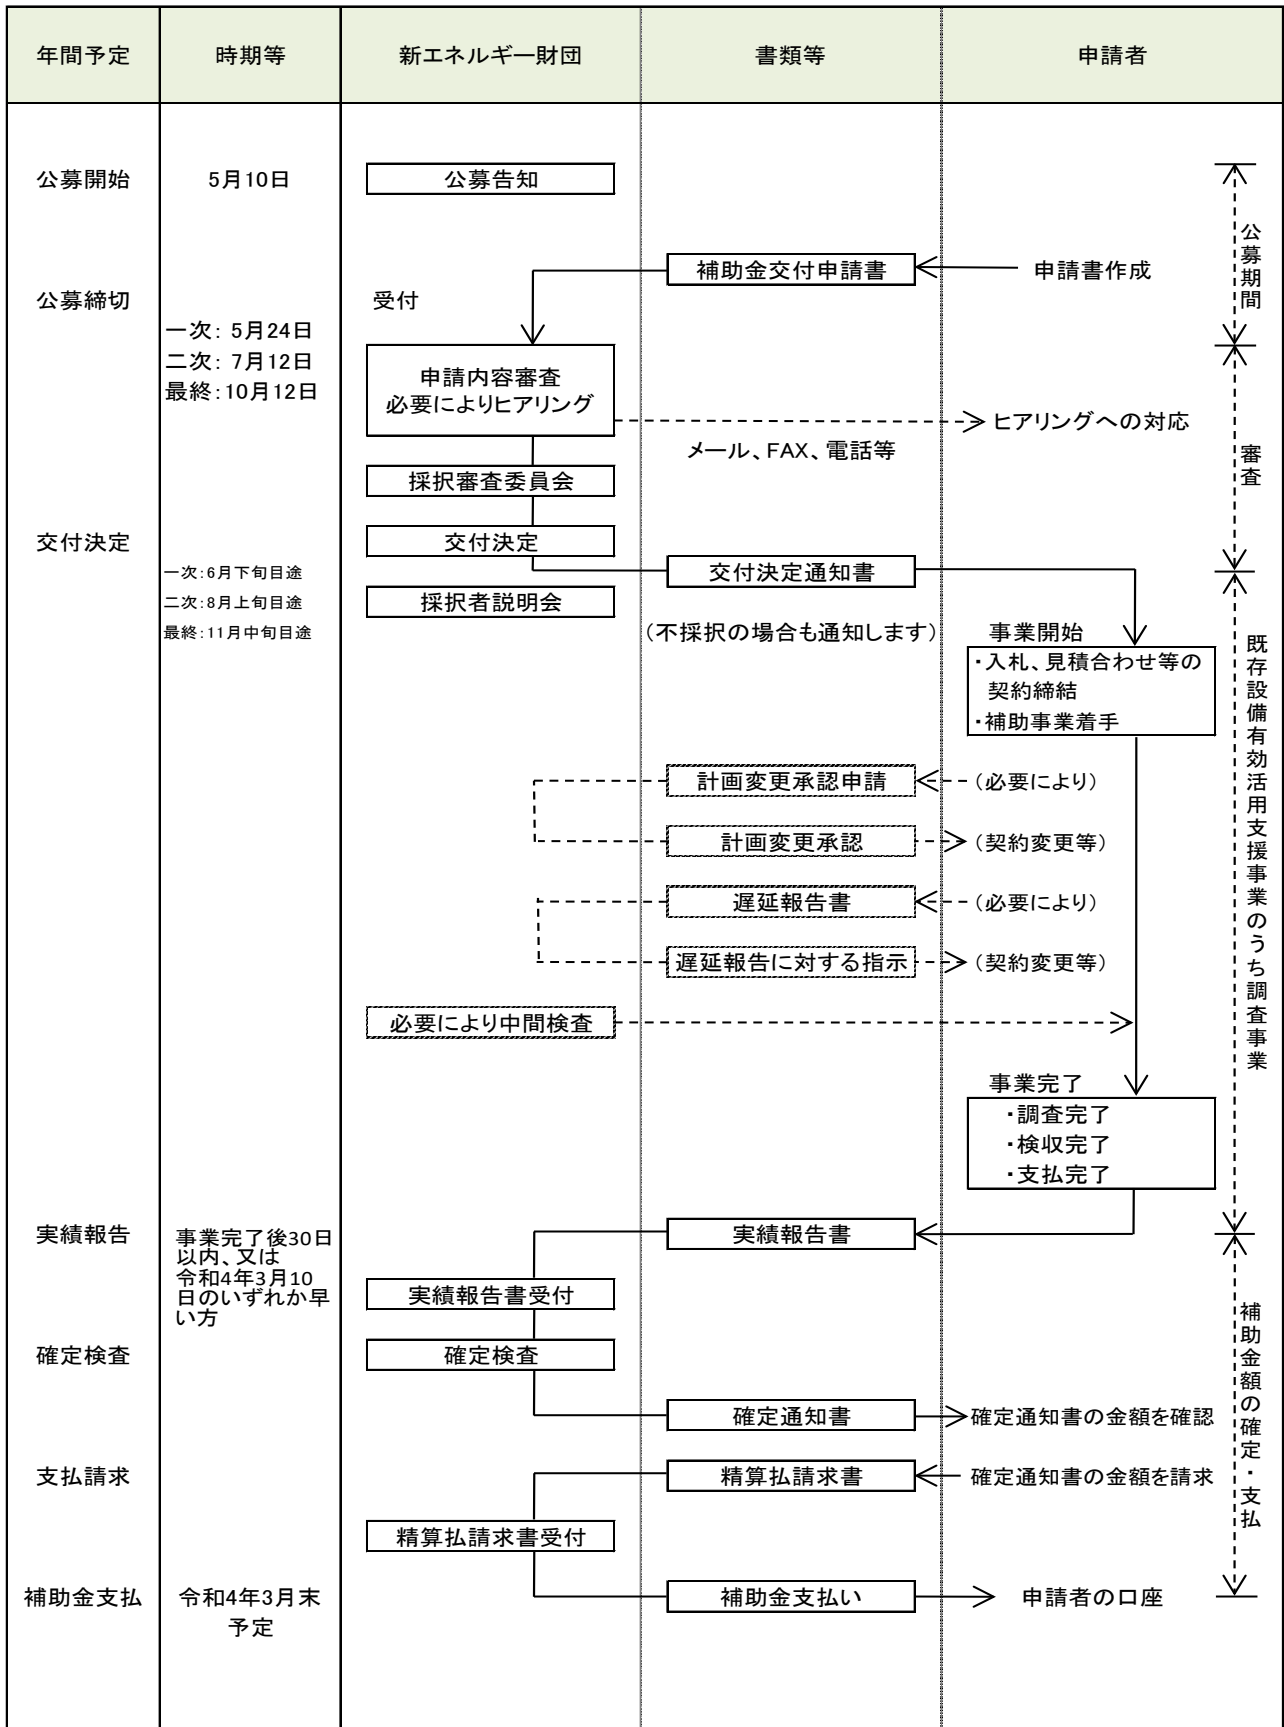 年間予定
時期等
新エネルギー財団
書類等
申請者
公募開始
5月10日
公募告知
公募期間
補助金交付申請書
申請書作成
公募締切
受付
一次: 5月24日
二次: 7月12日
最終:10月12日
申請内容審査
必要によりヒアリング
ヒアリングへの対応
メール、FAX、電話等
審査
採択審査委員会
交付決定
交付決定
一次:6月下旬目途
二次:8月上旬目途
最終:11月中旬目途
交付決定通知書
採択者説明会
(不採択の場合も通知します)
事業開始
・入札、見積合わせ等の
契約締結
・補助事業着手
既存設備有効活用支援事業のうち調査事業
計画変更承認申請
(必要により)
計画変更承認
(契約変更等)
遅延報告書
(必要により)
遅延報告に対する指示
(契約変更等)
必要により中間検査
事業完了
・調査完了
・検収完了
・支払完了
実績報告
事業完了後30日
以内、又は
令和4年3月10
日のいずれか早
い方
実績報告書
実績報告書受付
補助金額の確定・支払
確定検査
確定検査
確定通知書
確定通知書の金額を確認
支払請求
精算払請求書
確定通知書の金額を請求
精算払請求書受付
補助金支払
令和4年3月末
予定
補助金支払い
申請者の口座